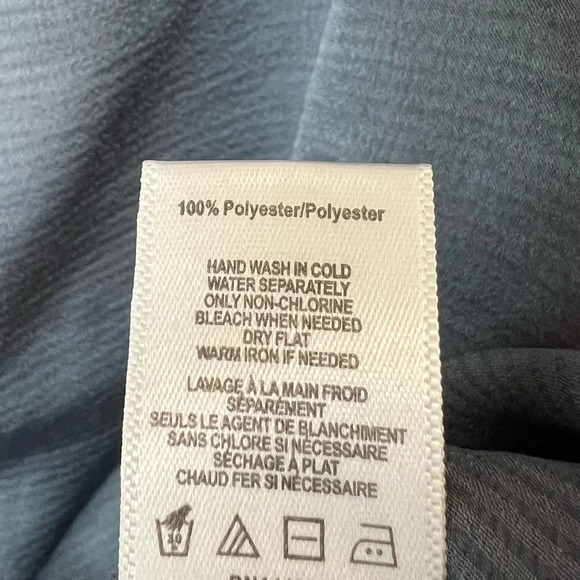 100% Polyester/Polyester
HAND WASH IN COLD
WATER SEPARATELY
ONLY NON-CHLORINE
BLEACH WHEN NEEDED
DRY FLAT
WARM IRON IF NEEDED
LAVAGE À LA MAIN FROID
SÉPARÉMENT
SEULS LE AGENT DE BLANCHIMENT
SANS CHLORE SI NÉCESSAIRE
SÉCHAGE À PLAT
CHAUD FER SI NÉCESSAIRE
30